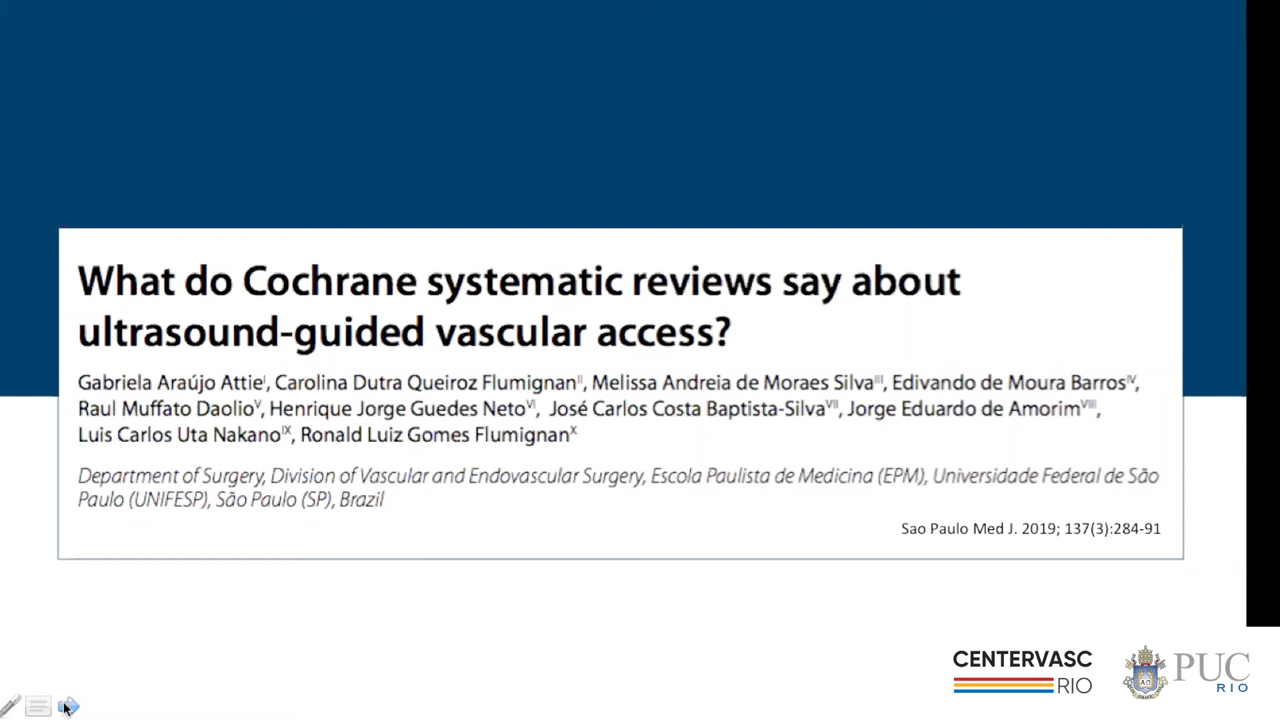 What do Cochrane systematic reviews say about
ultrasound-guided vascular access?
Gabriela Araújo Attieᴵ, Carolina Dutra Queiroz Flumignanᴵᴵ, Melissa Andreia de Moraes Silvaᴵᴵᴵ, Edivando de Moura Barrosᴵⱽ,
Raul Muffato Daolioⱽ, Henrique Jorge Guedes Netoⱽᴵ, José Carlos Costa Baptista-Silvaⱽᴵᴵ, Jorge Eduardo de Amorimⱽᴵᴵᴵ,
Luis Carlos Uta Nakanoᴵˣ, Ronald Luiz Gomes Flumignanˣ
Department of Surgery, Division of Vascular and Endovascular Surgery, Escola Paulista de Medicina (EPM), Universidade Federal de São
Paulo (UNIFESP), São Paulo (SP), Brazil
Sao Paulo Med J. 2019; 137(3):284-91
CENTERVASC
RIO
PUC
RIO